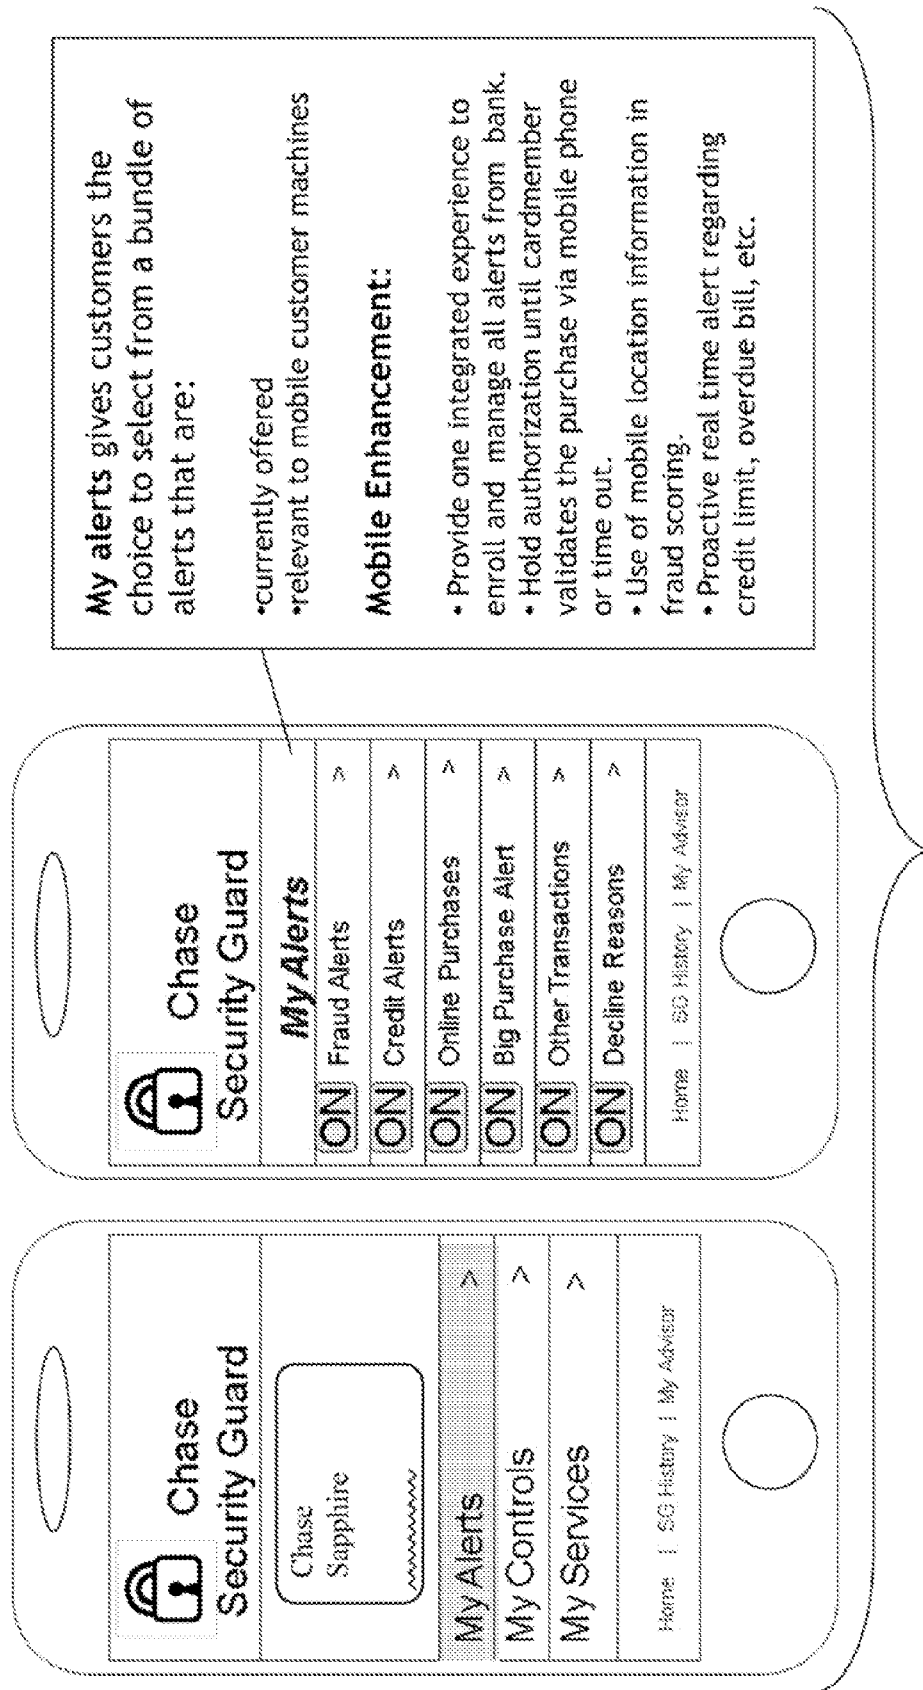 Chase
Security Guard
Chase
Sapphire
My Alerts >
My Controls >
My Services >
Home | SG History | My Advisor
Chase
Security Guard
My Alerts
ON Fraud Alerts >
ON Credit Alerts >
ON Online Purchases >
ON Big Purchase Alert >
ON Other Transactions >
ON Decline Reasons >
Home | SG History | My Advisor
My alerts gives customers the
choice to select from a bundle of
alerts that are:
•currently offered
•relevant to mobile customer machines
Mobile Enhancement:
• Provide one integrated experience to
enroll and manage all alerts from bank.
• Hold authorization until cardmember
validates the purchase via mobile phone
or time out.
• Use of mobile location information in
fraud scoring.
• Proactive real time alert regarding
credit limit, overdue bill, etc.